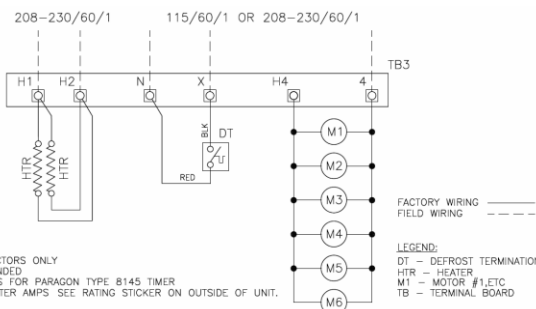 208-230/60/1 115/60/1 OR 208-230/60/1
TB3
H1 H2 N X H4 4
BLK
DT
HTR HTR
RED
M1
M2
M3
M4
M5
M6
FACTORY WIRING
FIELD WIRING
LEGEND:
DT - DEFROST TERMINATION
HTR - HEATER
M1 - MOTOR #1,ETC
TB - TERMINAL BOARD
ONLY
FOR PARAGON TYPE 8145 TIMER
AMPS SEE RATING STICKER ON OUTSIDE OF UNIT.